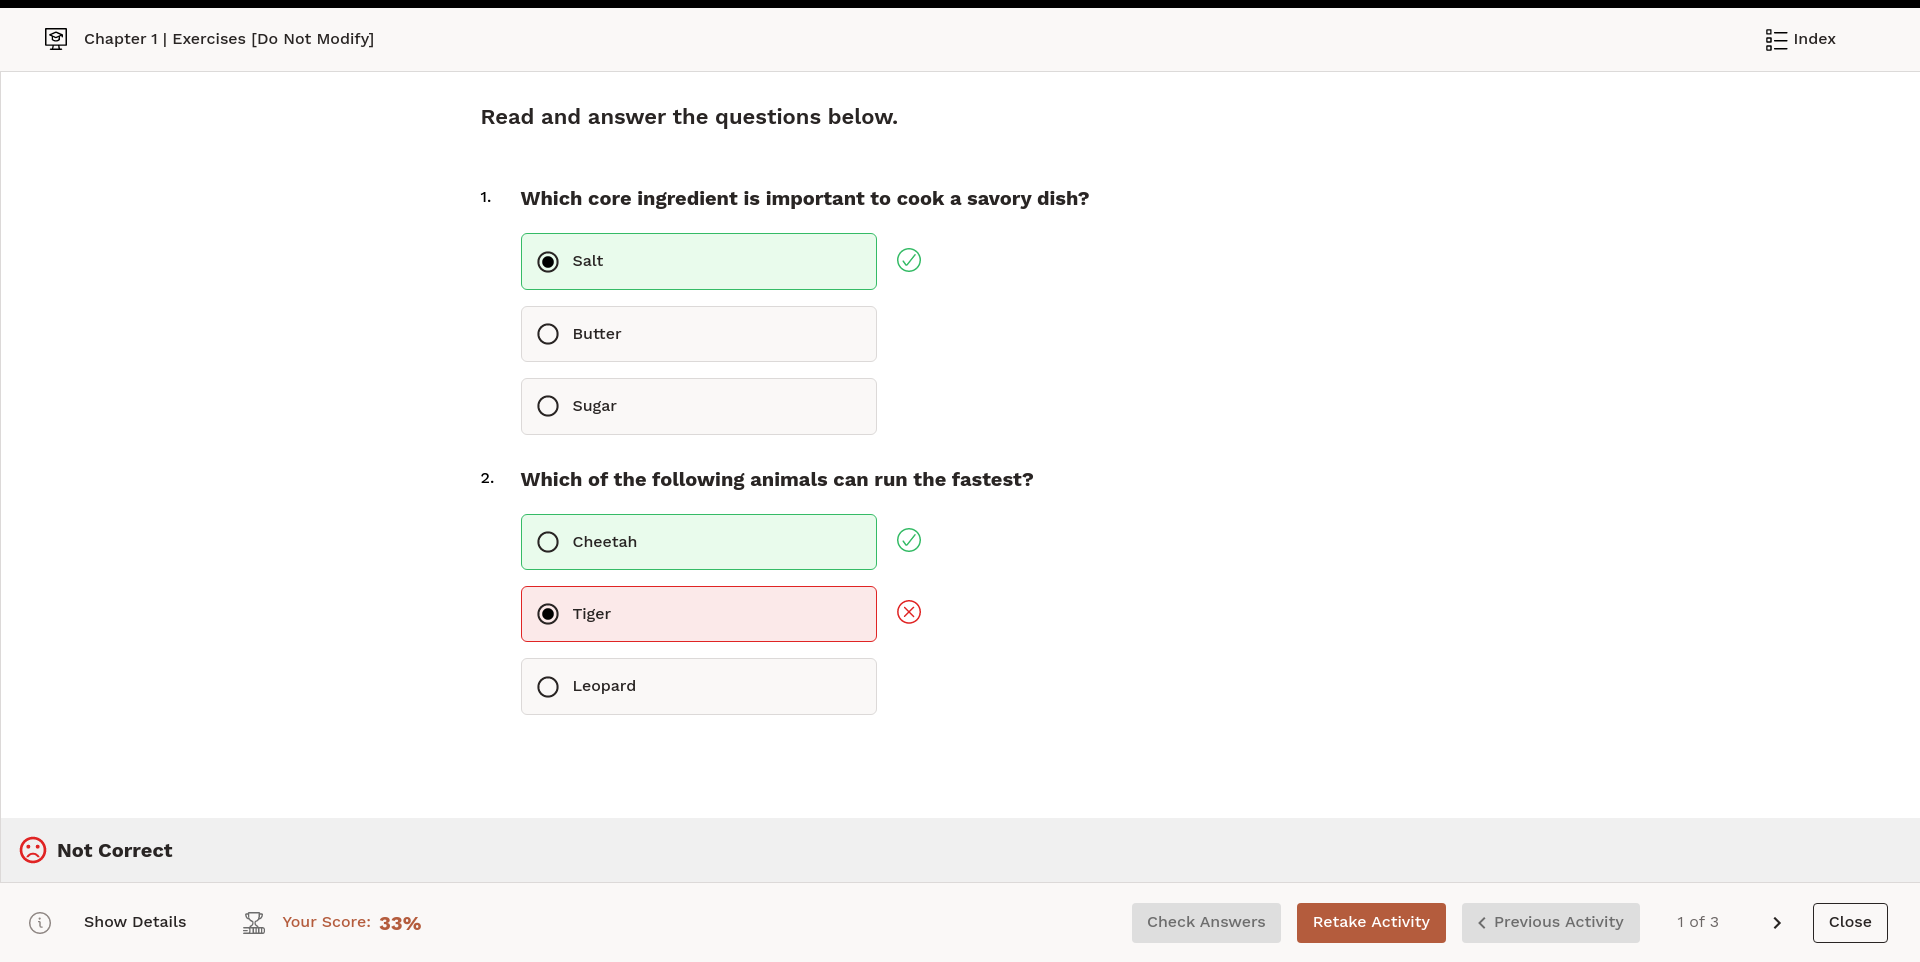 Chapter 1 | Exercises [Do Not Modify]
Index
Read and answer the questions below.
1. Which core ingredient is important to cook a savory dish?
Salt
Butter
Sugar
2. Which of the following animals can run the fastest?
Cheetah
Tiger
Leopard
Not Correct
Show Details
Your Score: 33%
Check Answers
Retake Activity
Previous Activity
1 of 3
Close